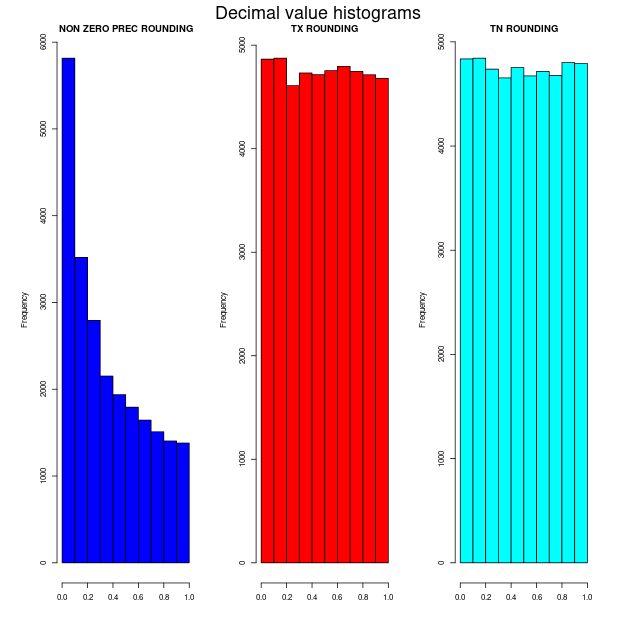 Decimal value histograms
NON ZERO PREC ROUNDING
TX ROUNDING
TN ROUNDING
Frequency
6000
5000
4000
3000
2000
1000
0
0.0 0.2 0.4 0.6 0.8 1.0
Frequency
5000
4000
3000
2000
1000
0
0.0 0.2 0.4 0.6 0.8 1.0
Frequency
5000
4000
3000
2000
1000
0
0.0 0.2 0.4 0.6 0.8 1.0